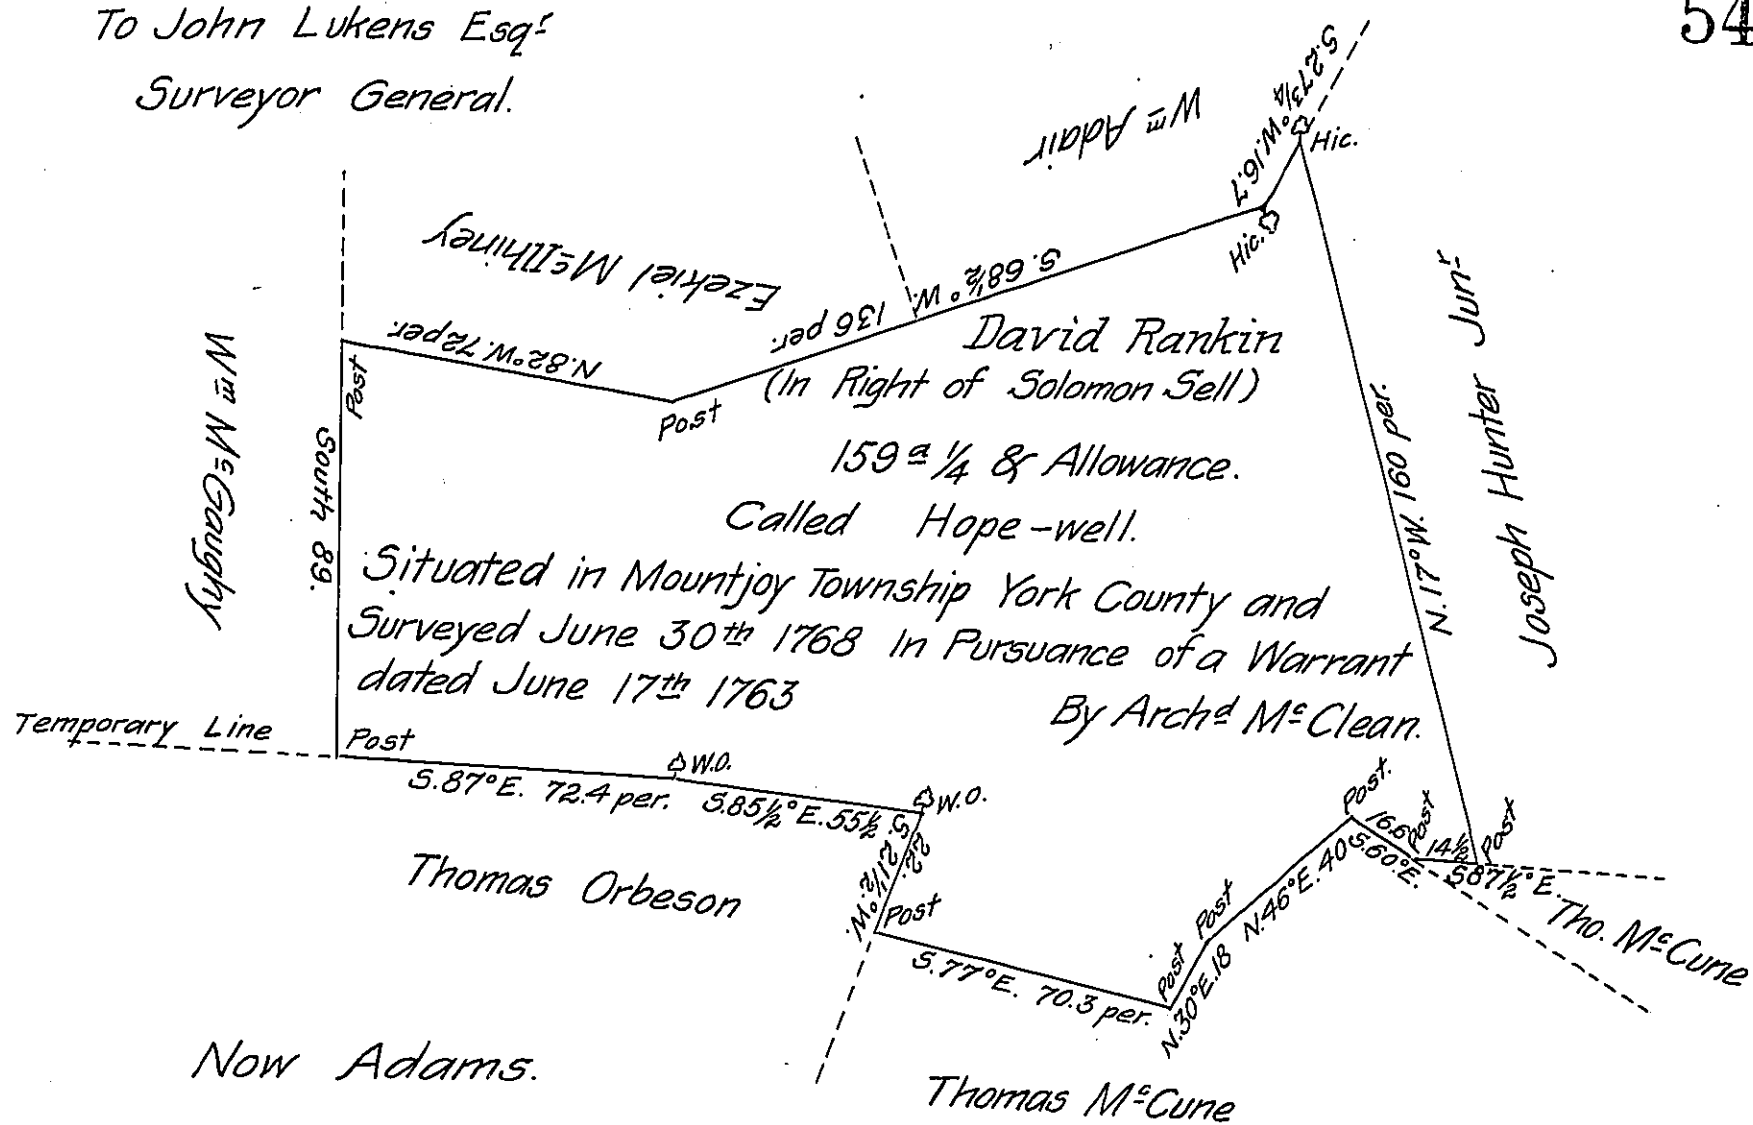 To John Lukens Esqr
Surveyor General.
54
Wm Adair
S.27¾°W.16.7
Hic.
Hic.
Ezekiel McIlhiney
S.68½°W.
136 per.
N.82°W.72per.
Post
Post
Wm McGaughy
South 89.
David Rankin
(In Right of Solomon Sell)
159a ¼ & Allowance.
Called Hope-well.
Situated in Mountjoy Township York County and
Surveyed June 30th 1768 In Pursuance of a Warrant
dated June 17th 1763
By Archd McClean.
N.17°W.160 per.
Joseph Hunter Junr
Temporary Line
Post
S.87°E. 72.4 per.
W.O.
S.85½°E.55½
W.O.
S.21½°W.
22.
Post
S.77°E. 70.3 per.
Post
N.30°E.18
Post
N.46°E.40
Post.
16.6
S.60°E.
Post
14½
S87½°E.
Post
Tho. McCune
Thomas Orbeson
Now Adams.
Thomas McCune